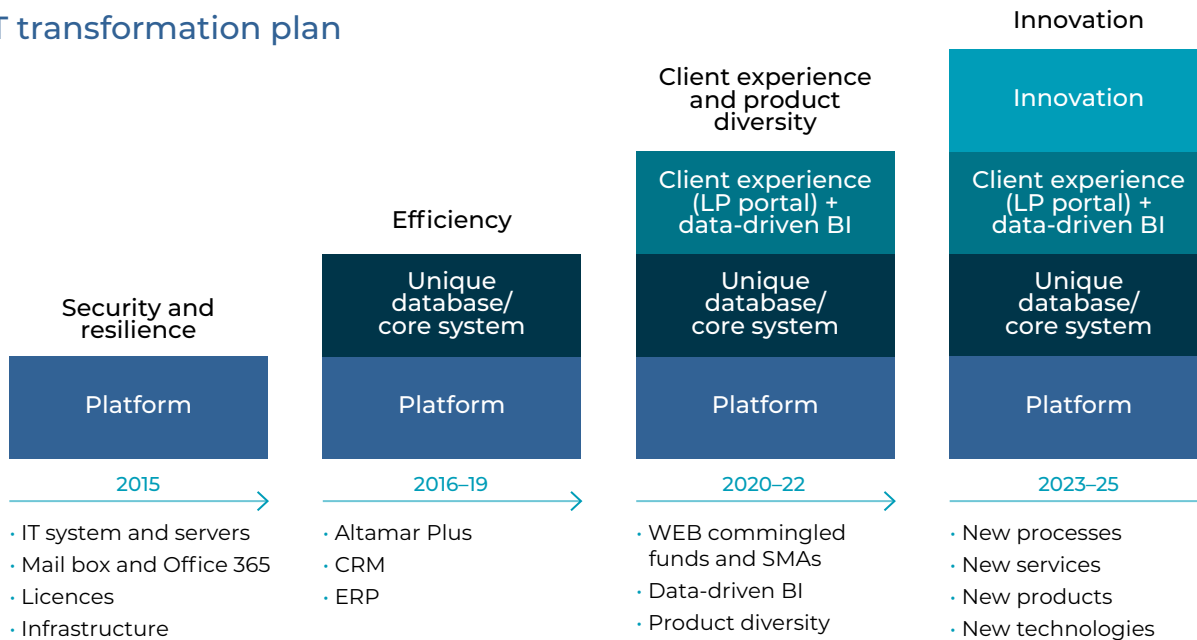 T transformation plan
Security and
resilience
Platform
2015
· IT system and servers
· Mail box and Office 365
· Licences
· Infrastructure
Efficiency
Unique
database/
core system
Platform
2016–19
· Altamar Plus
· CRM
· ERP
Client experience
and product
diversity
Client experience
(LP portal) +
data-driven BI
Unique
database/
core system
Platform
2020–22
· WEB commingled
funds and SMAs
· Data-driven BI
· Product diversity
Innovation
Innovation
Client experience
(LP portal) +
data-driven BI
Unique
database/
core system
Platform
2023–25
· New processes
· New services
· New products
· New technologies